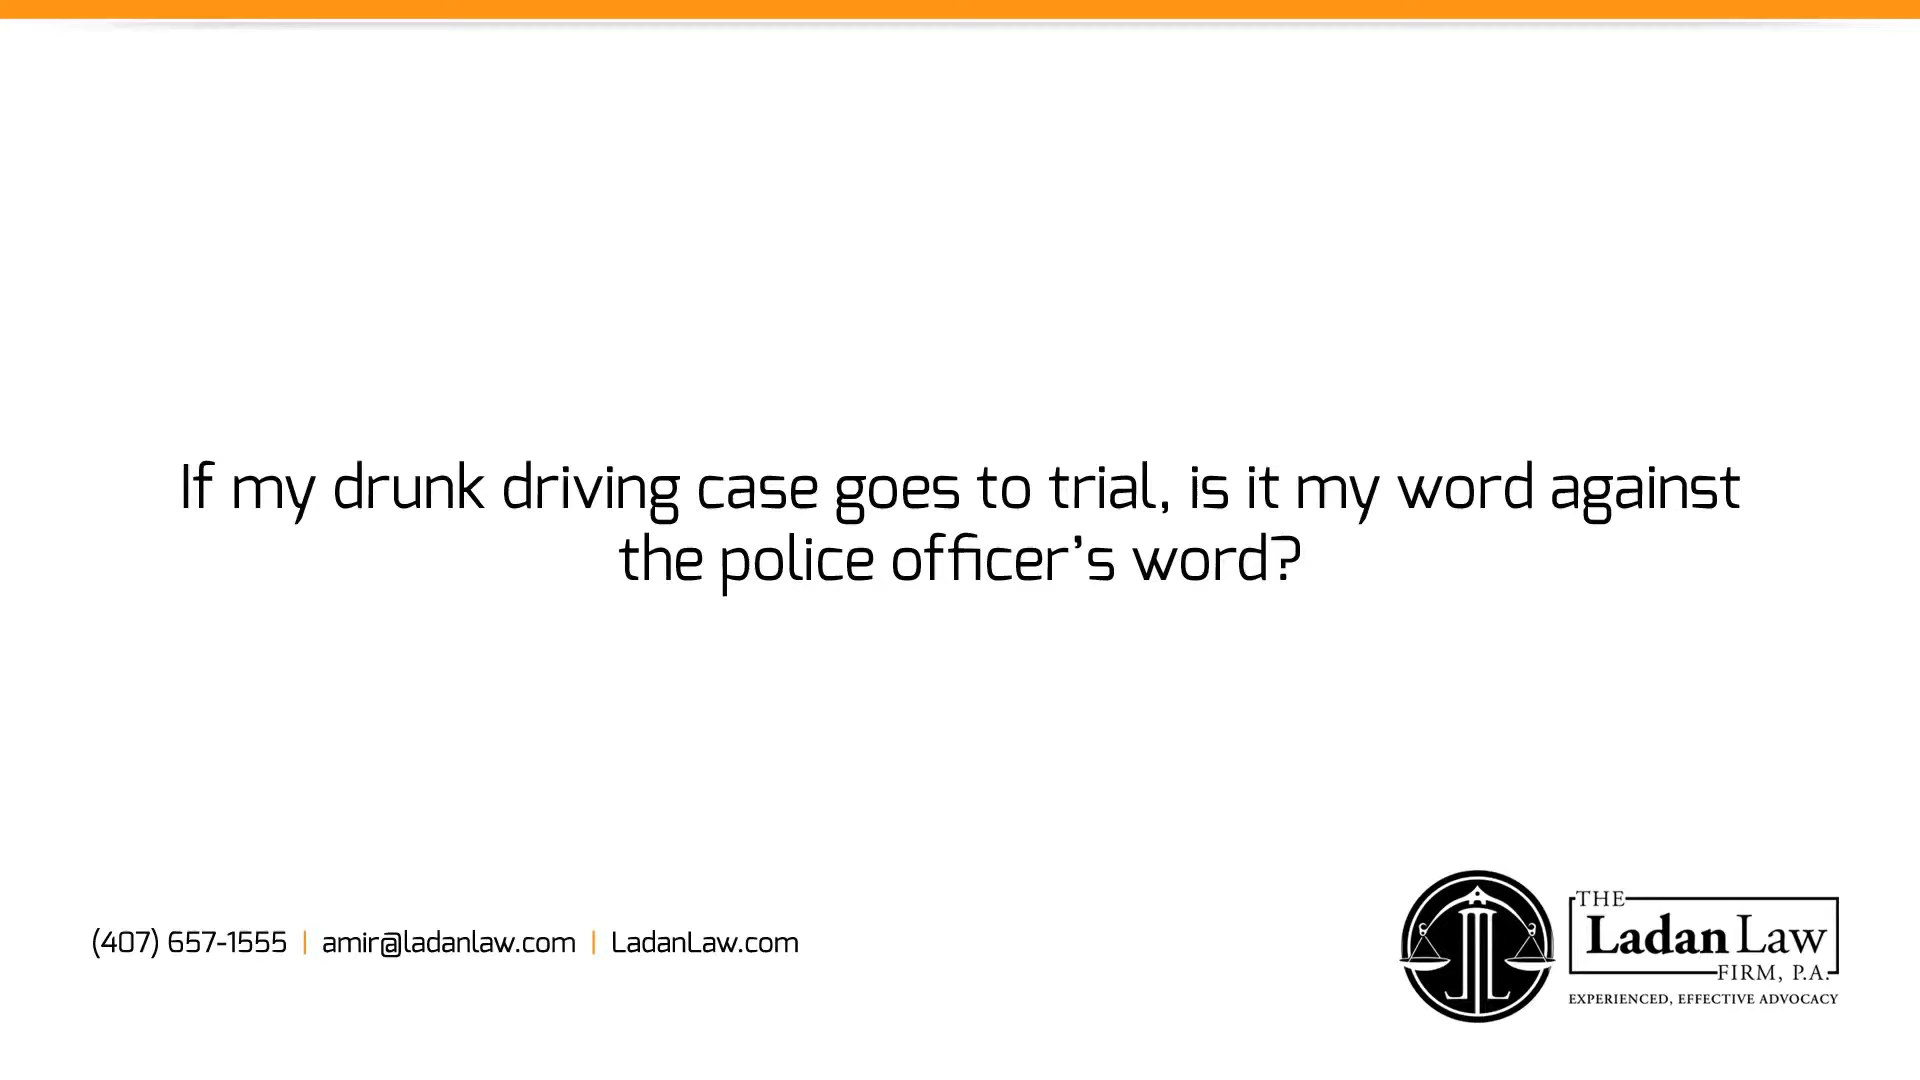 If my drunk driving case goes to trial, is it my word against
the police officer’s word?
(407) 657-1555 | amir@ladanlaw.com | LadanLaw.com
THE
Ladan Law
FIRM, P.A.
EXPERIENCED, EFFECTIVE ADVOCACY